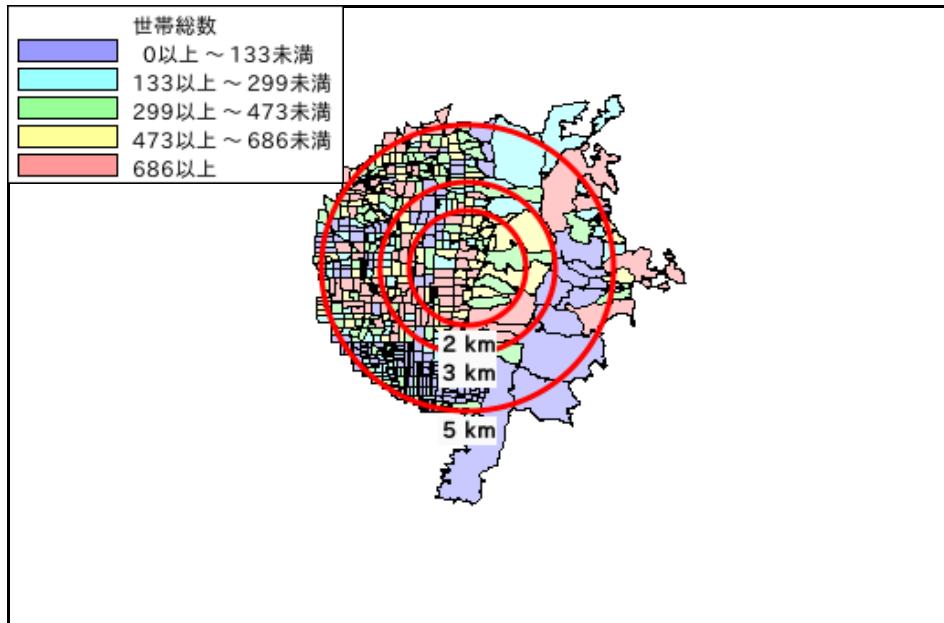 世帯総数
0以上 ~ 133未満
133以上 ~ 299未満
299以上 ~ 473未満
473以上 ~ 686未満
686以上
2 km
3 km
5 km